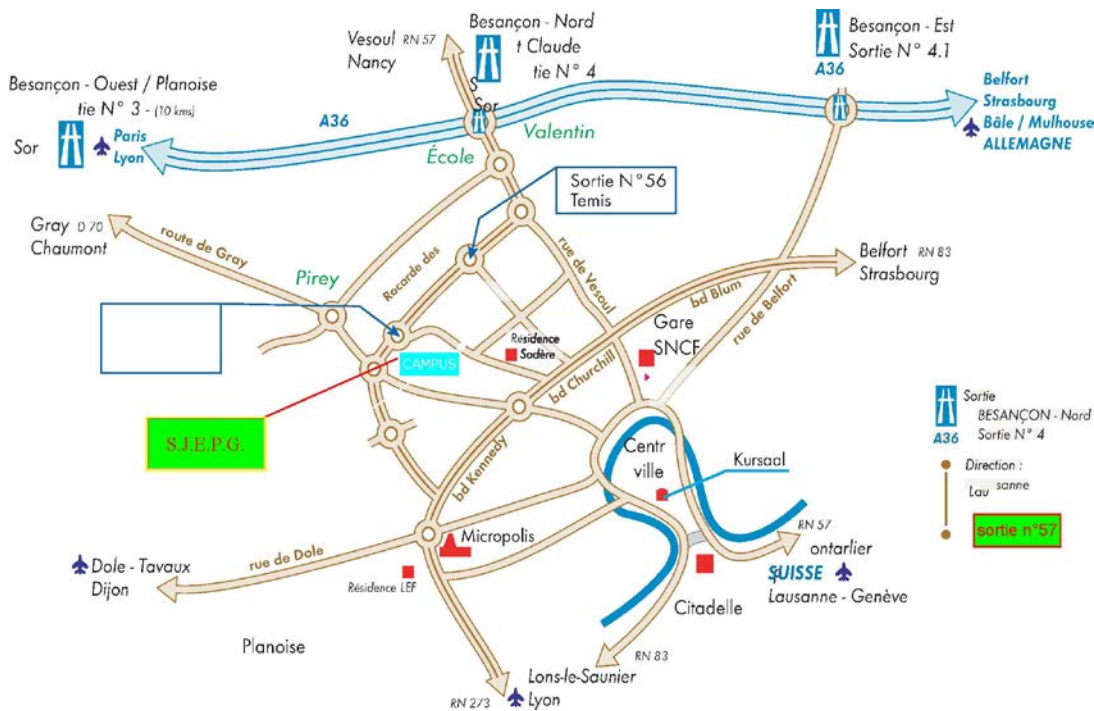 Besançon - Nord
t Claude
tie N° 4
S
Sor
Vesoul RN 57
Nancy
Besançon - Est
Sortie N° 4.1
A36
Besançon - Ouest / Planoise
tie N° 3 - (10 kms)
Sor
Paris
Lyon
A36
Valentin
École
Belfort
Strasbourg
Bâle / Mulhouse
ALLEMAGNE
Sortie N°56
Temis
Gray D 70
Chaumont
route de Gray
Pirey
Rocorde des
rue de Vesoul
bd Blum
rue de Belfort
Belfort RN 83
Strasbourg
Gare
SNCF
Résidence
Sodère
CAMPUS
bd Churchill
S.J.E.P.G.
bd Kennedy
Centr
ville
Kursaal
Sortie
BESANÇON - Nord
A36
Sortie N° 4
Direction :
Lau sanne
sortie n°57
Micropolis
rue de Dole
Dole - Tavaux
Dijon
Résidence LEF
RN 57
ontarlier
SUISSE
Lausanne - Genève
Citadelle
Planoise
RN 83
Lons-le-Saunier
Lyon
RN 273